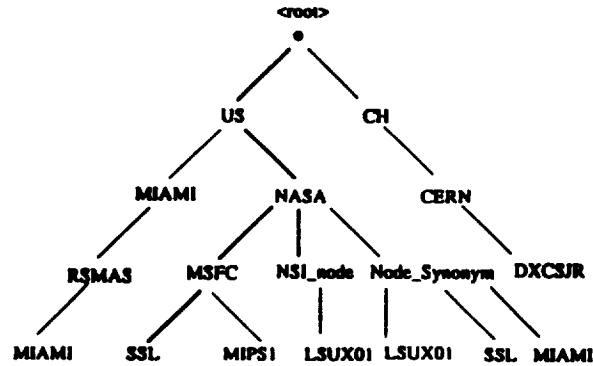 <root>
US CH
MIAMI NASA CERN
RSMAS MSFC NSI_node Node_Synonym DXCSJR
MIAMI SSL MIPS1 LSUX01 LSUX01 SSL MIAMI